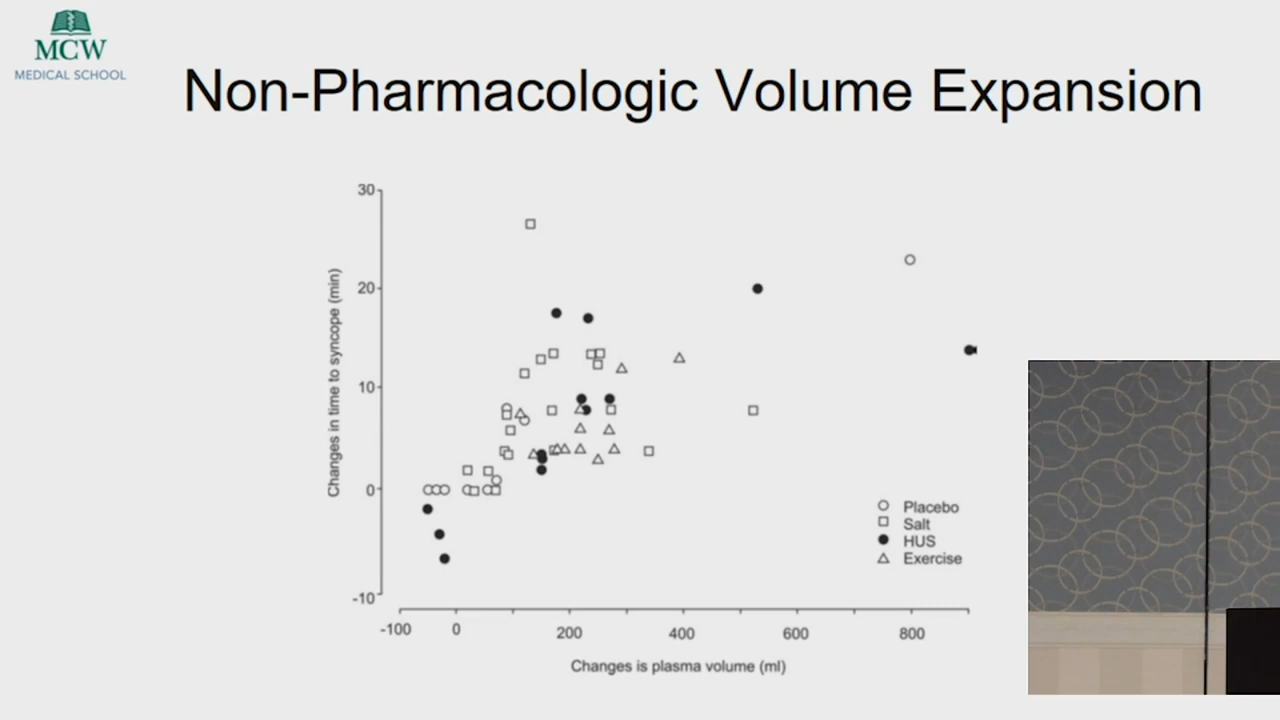 MCW
MEDICAL SCHOOL
Non-Pharmacologic Volume Expansion
30
20
10
0
-10
Changes in time to syncope (min)
Placebo
Salt
HUS
Exercise
-100 0 200 400 600 800
Changes is plasma volume (ml)